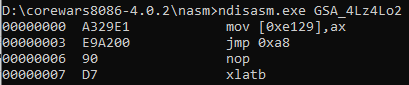 D:\corewars8086-4.0.2\nasm>ndisasm.exe GSA_4Lz4Lo2
00000000  A329E1            mov [0xe129],ax
00000003  E9A200            jmp 0xa8
00000006  90                nop
00000007  D7                xlatb